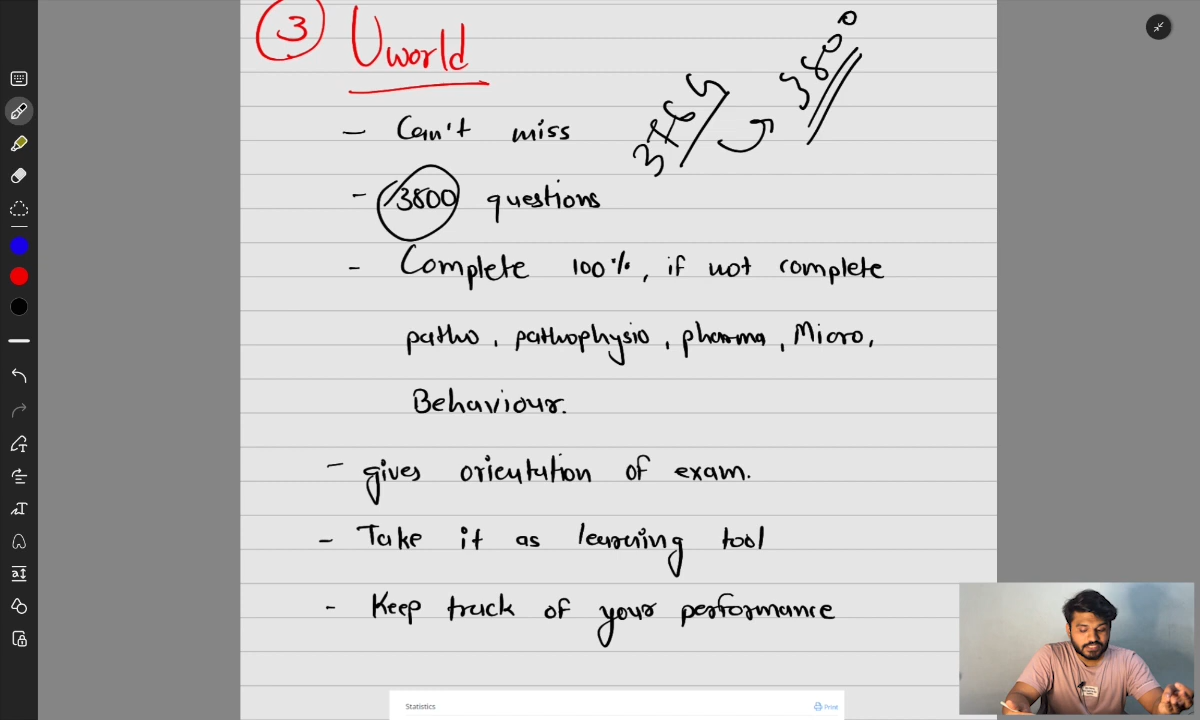 3 Uworld
3800
- Can't miss
- 3800 questions
- Complete 100%, if not complete
patho, pathophysio, pharma, Micro,
Behaviour.
- gives orientation of exam.
- Take it as learning tool
- Keep track of your performance
Statistics Print